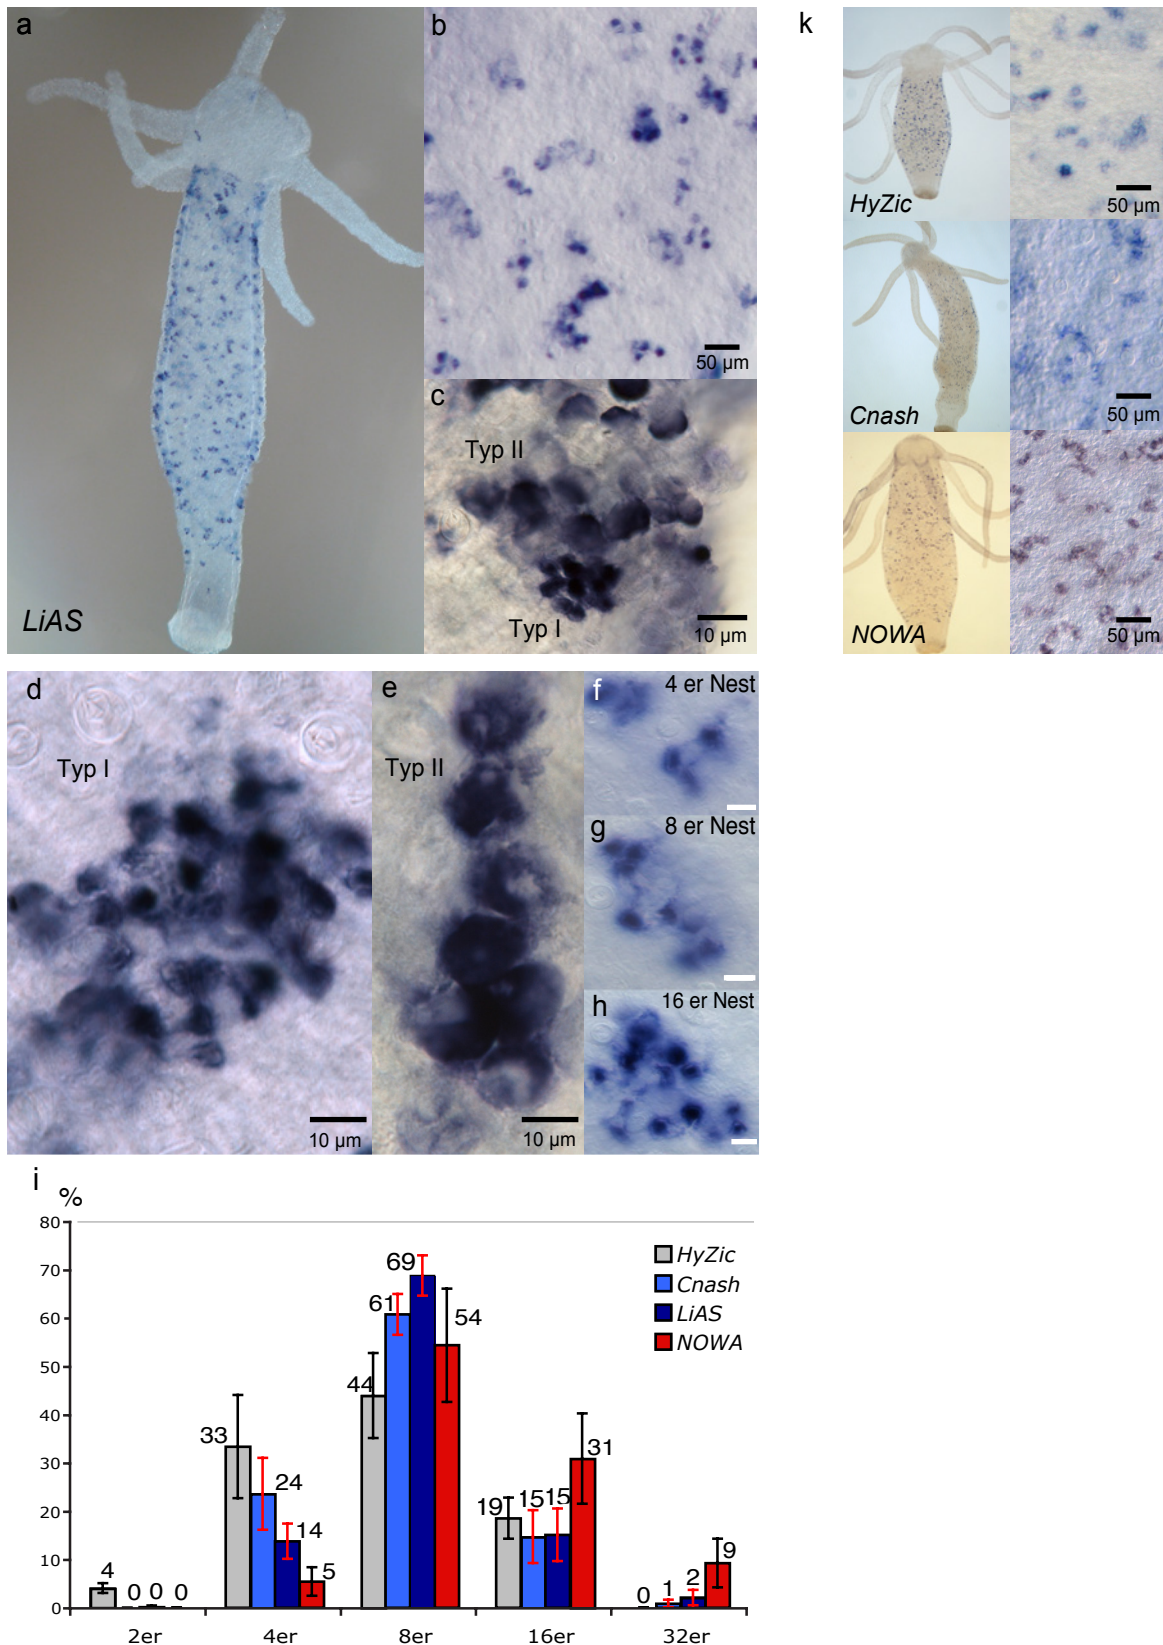 a
LiAS
b
50 µm
c
Typ II
Typ I
10 µm
k
HyZic
50 µm
Cnash
50 µm
NOWA
50 µm
d
Typ I
10 µm
e
Typ II
10 µm
f
4 er Nest
g
8 er Nest
h
16 er Nest
i
%
80
70
60
50
40
30
20
10
0
HyZic
Cnash
LiAS
NOWA
4 0 0 0
33 24 14 5
44 61 69 54
19 15 15 31
0 1 2 9
2er 4er 8er 16er 32er